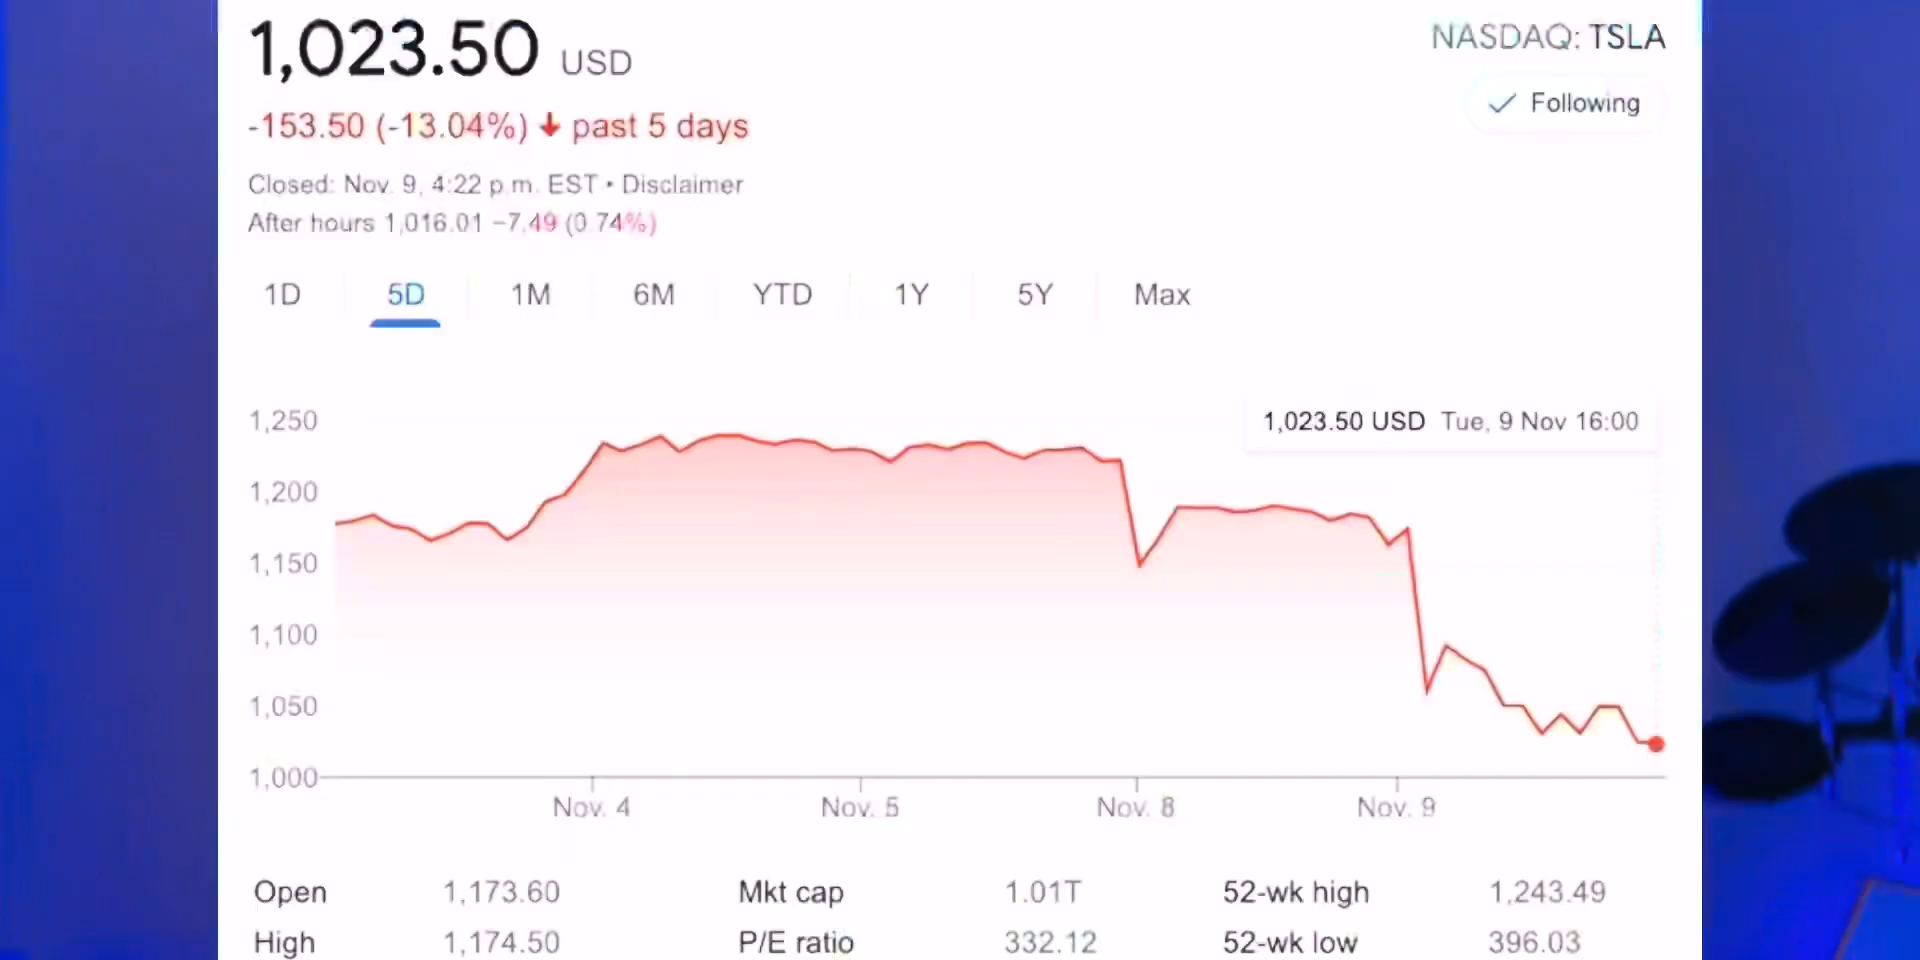 1,023.50 USD
NASDAQ: TSLA
Following
-153.50 (-13.04%) ↓ past 5 days
Closed: Nov. 9, 4:22 p.m. EST • Disclaimer
After hours 1,016.01 −7.49 (0.74%)
1D 5D 1M 6M YTD 1Y 5Y Max
1,023.50 USD Tue, 9 Nov 16:00
1,250
1,200
1,150
1,100
1,050
1,000
Nov. 4 Nov. 5 Nov. 8 Nov. 9
Open 1,173.60 Mkt cap 1.01T 52-wk high 1,243.49
High 1,174.50 P/E ratio 332.12 52-wk low 396.03